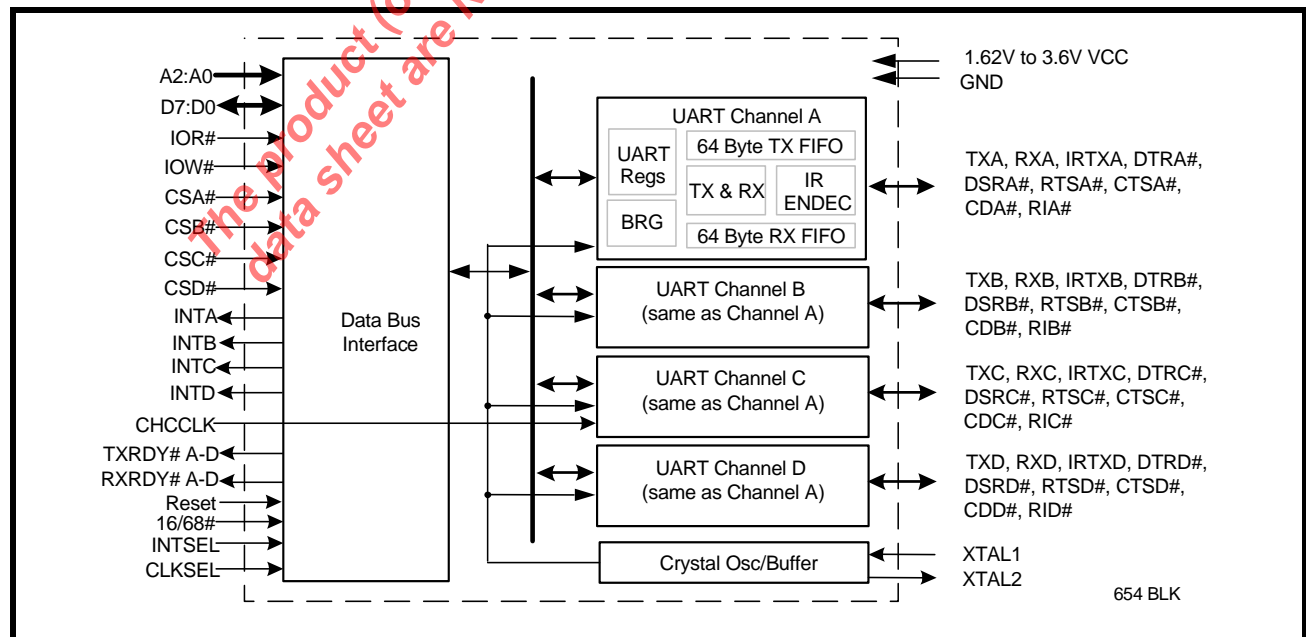 The product (o
data sheet are
A2:A0
D7:D0
IOR#
IOW#
CSA#
CSB#
CSC#
CSD#
INTA
INTB
INTC
INTD
CHCCLK
TXRDY# A-D
RXRDY# A-D
Reset
16/68#
INTSEL
CLKSEL
Data Bus
Interface
UART Channel A
UART
Regs
BRG
64 Byte TX FIFO
TX & RX
IR
ENDEC
64 Byte RX FIFO
UART Channel B
(same as Channel A)
UART Channel C
(same as Channel A)
UART Channel D
(same as Channel A)
Crystal Osc/Buffer
1.62V to 3.6V VCC
GND
TXA, RXA, IRTXA, DTRA#,
DSRA#, RTSA#, CTSA#,
CDA#, RIA#
TXB, RXB, IRTXB, DTRB#,
DSRB#, RTSB#, CTSB#,
CDB#, RIB#
TXC, RXC, IRTXC, DTRC#,
DSRC#, RTSC#, CTSC#,
CDC#, RIC#
TXD, RXD, IRTXD, DTRD#,
DSRD#, RTSD#, CTSD#,
CDD#, RID#
XTAL1
XTAL2
654 BLK